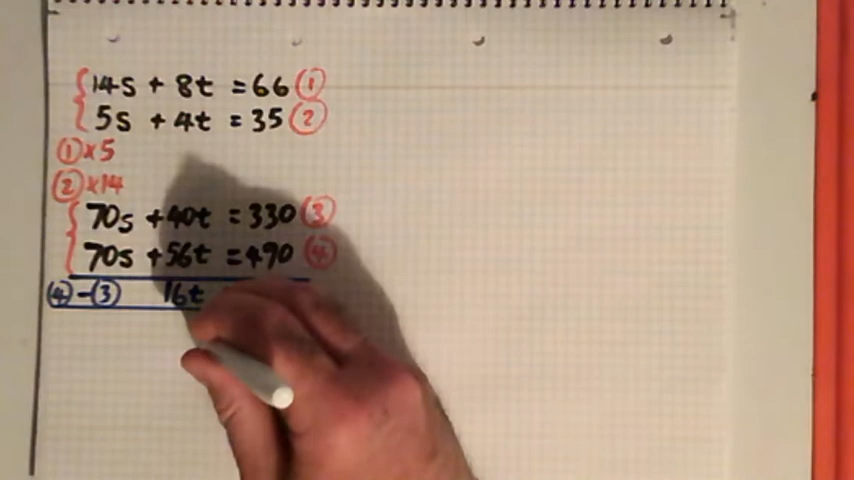 14s + 8t = 66 ①
5s + 4t = 35 ②
① x 5
② x 14
70s + 40t = 330 ③
70s + 56t = 490 ④
④ - ③ 16t